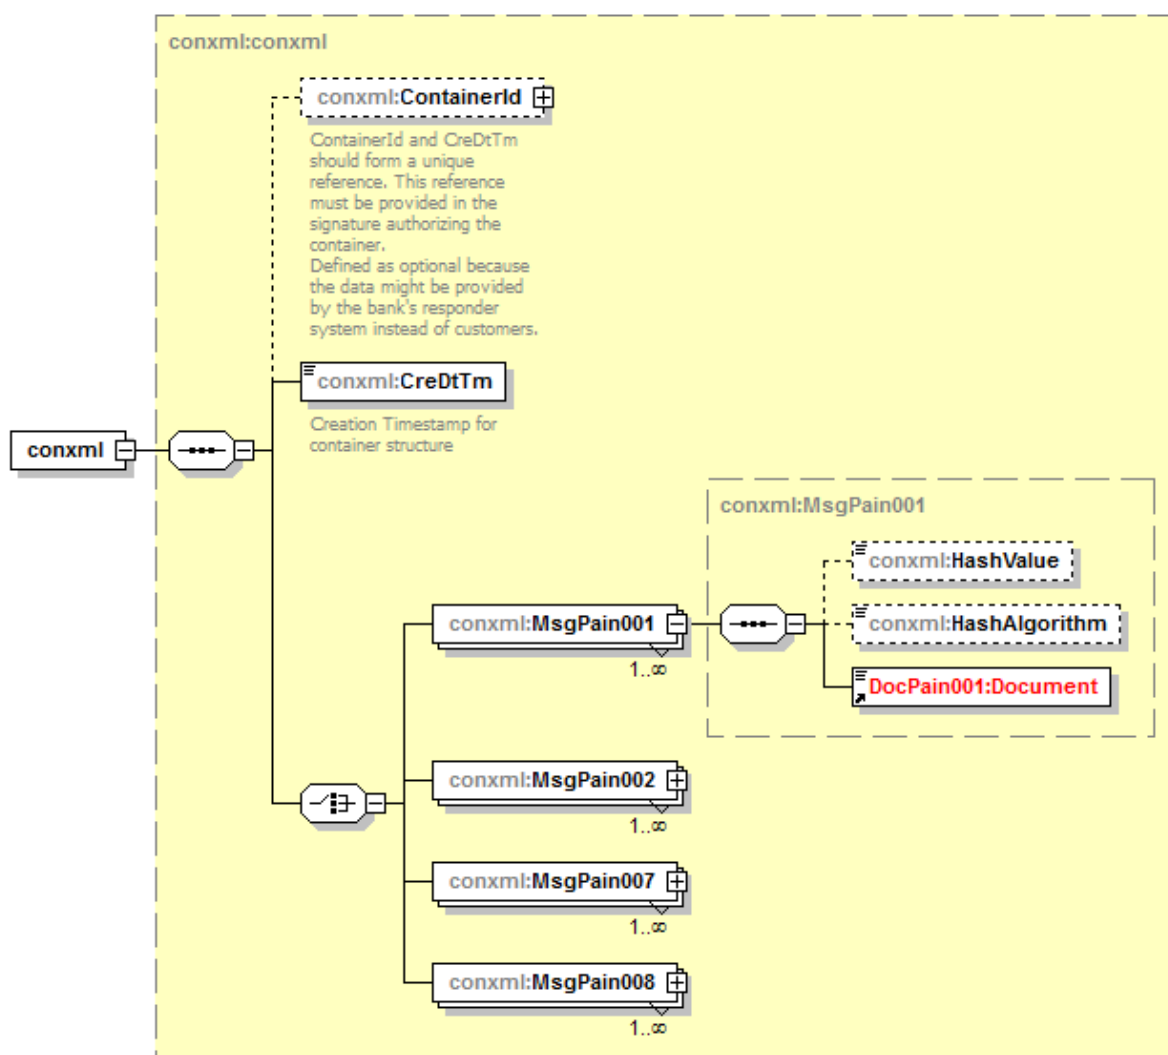 conxml:conxml
conxml:ContainerId
ContainerId and CreDtTm
should form a unique
reference. This reference
must be provided in the
signature authorizing the
container.
Defined as optional because
the data might be provided
by the bank's responder
system instead of customers.
conxml:CreDtTm
Creation Timestamp for
container structure
conxml
conxml:MsgPain001
conxml:HashValue
conxml:MsgPain001
conxml:HashAlgorithm
1..∞
DocPain001:Document
conxml:MsgPain002
1..∞
conxml:MsgPain007
1..∞
conxml:MsgPain008
1..∞